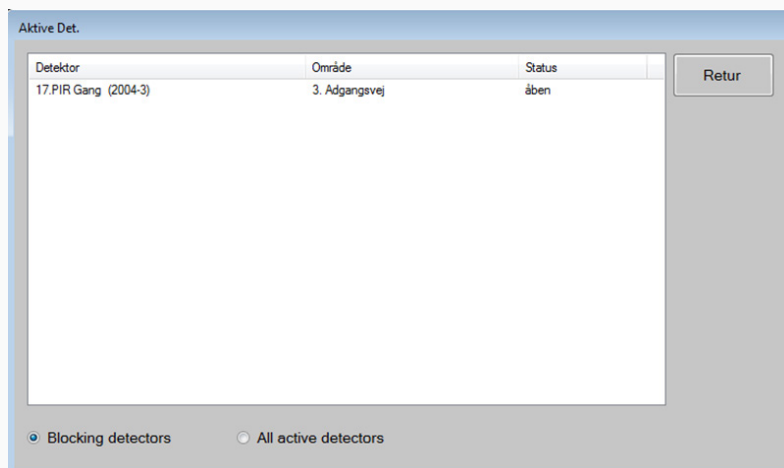 Aktive Det.
Detektor Område Status
Retur
17.PIR Gang (2004-3) 3. Adgangsvej åben
Blocking detectors All active detectors